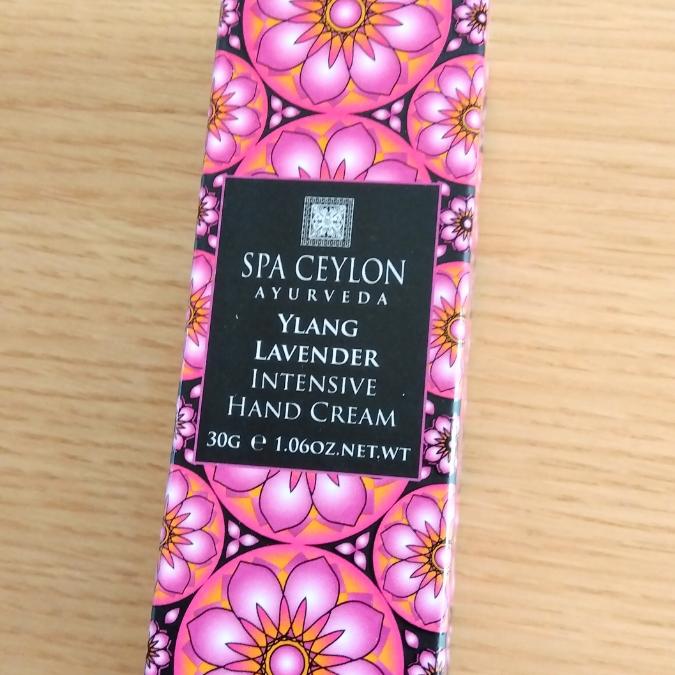 SPA CEYLON
AYURVEDA
YLANG
LAVENDER
INTENSIVE
HAND CREAM
30G ℮ 1.06OZ.NET.WT